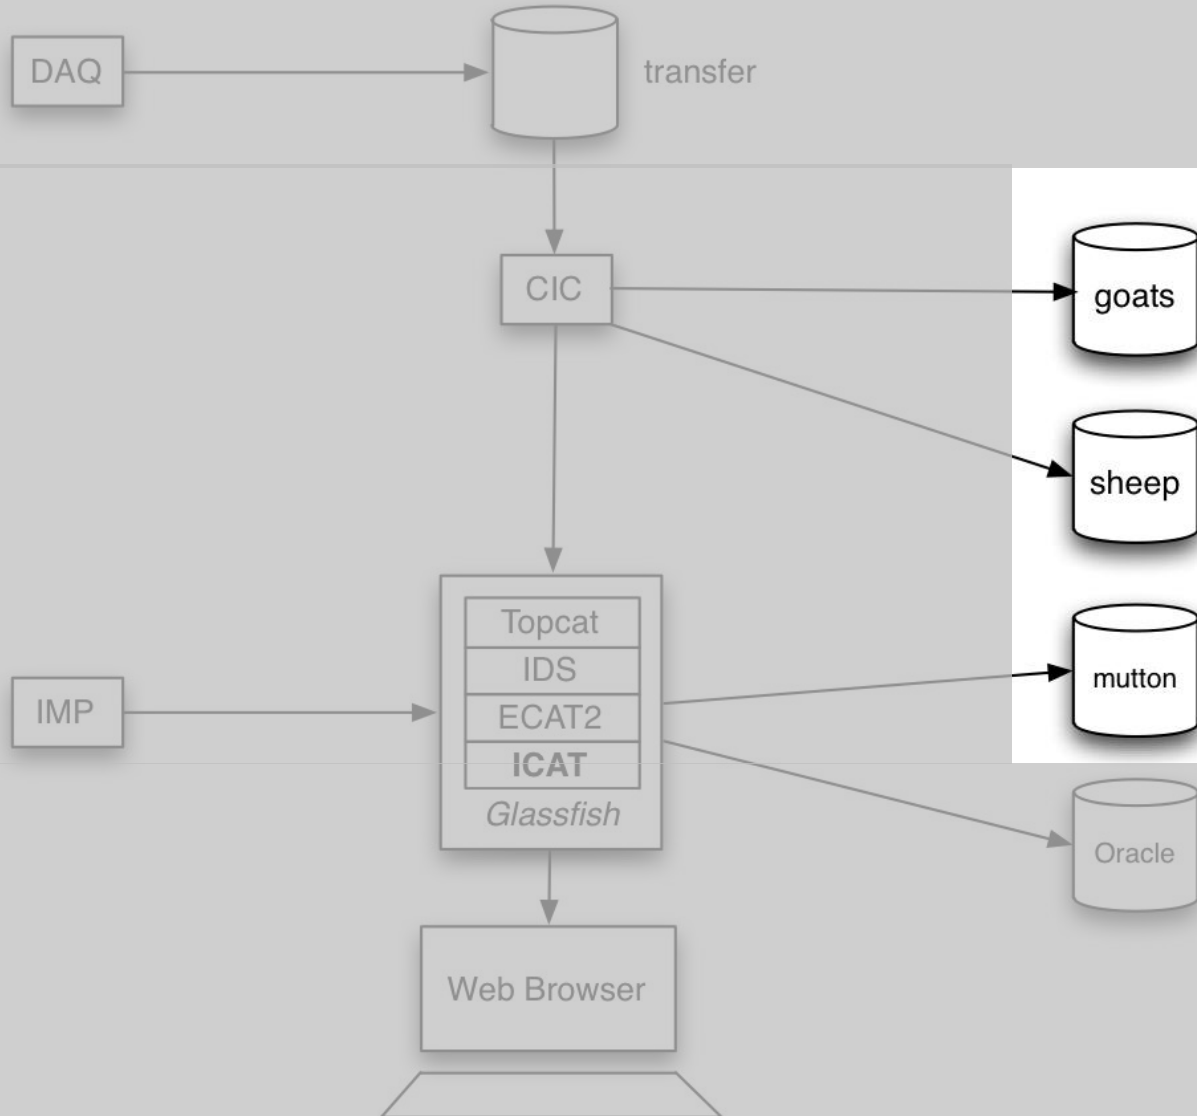 DAQ
transfer
CIC
goats
sheep
Topcat
IDS
ECAT2
ICAT
Glassfish
IMP
mutton
Oracle
Web Browser